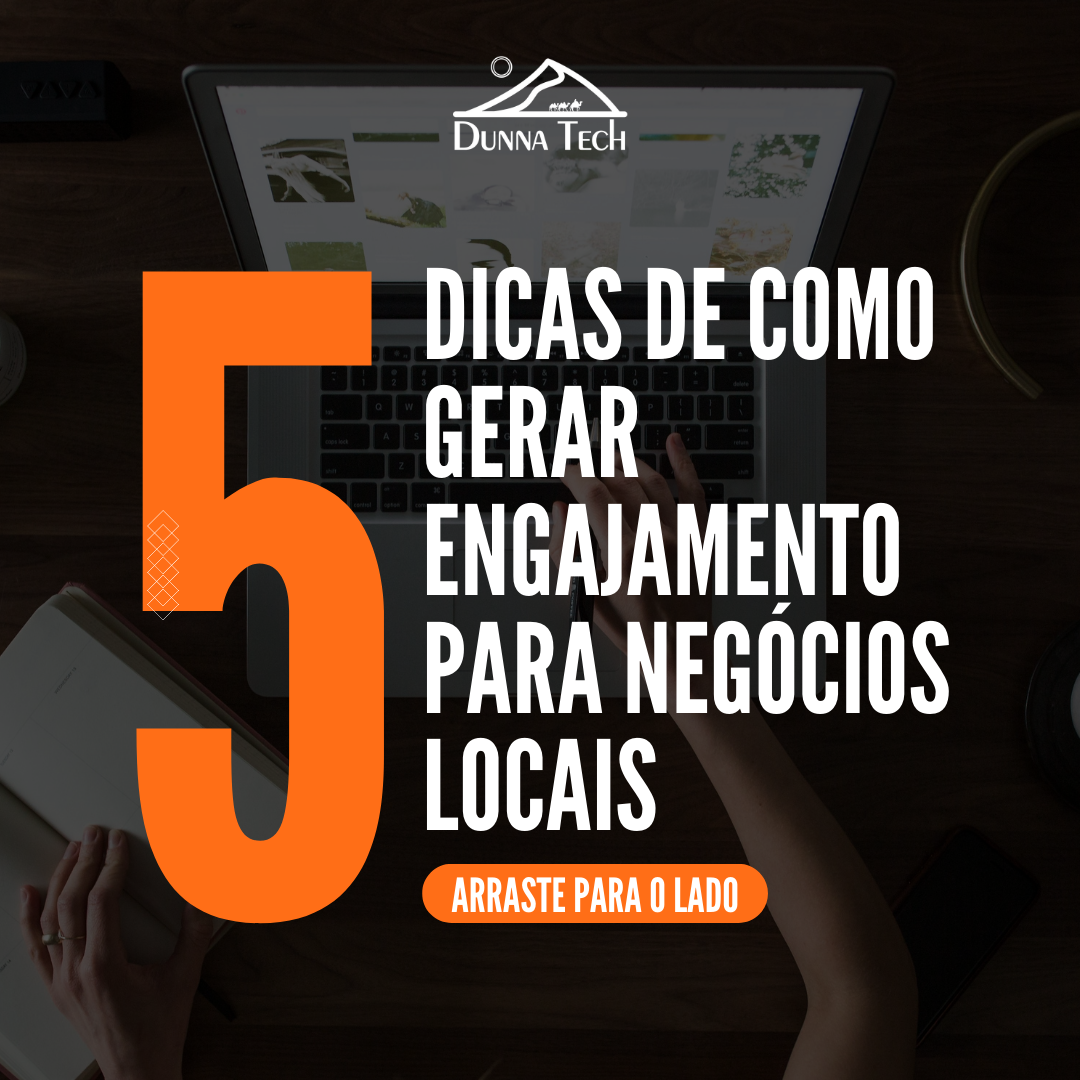 DUNNA TECH
5
DICAS DE COMO
GERAR
ENGAJAMENTO
PARA NEGÓCIOS
LOCAIS
ARRASTE PARA O LADO